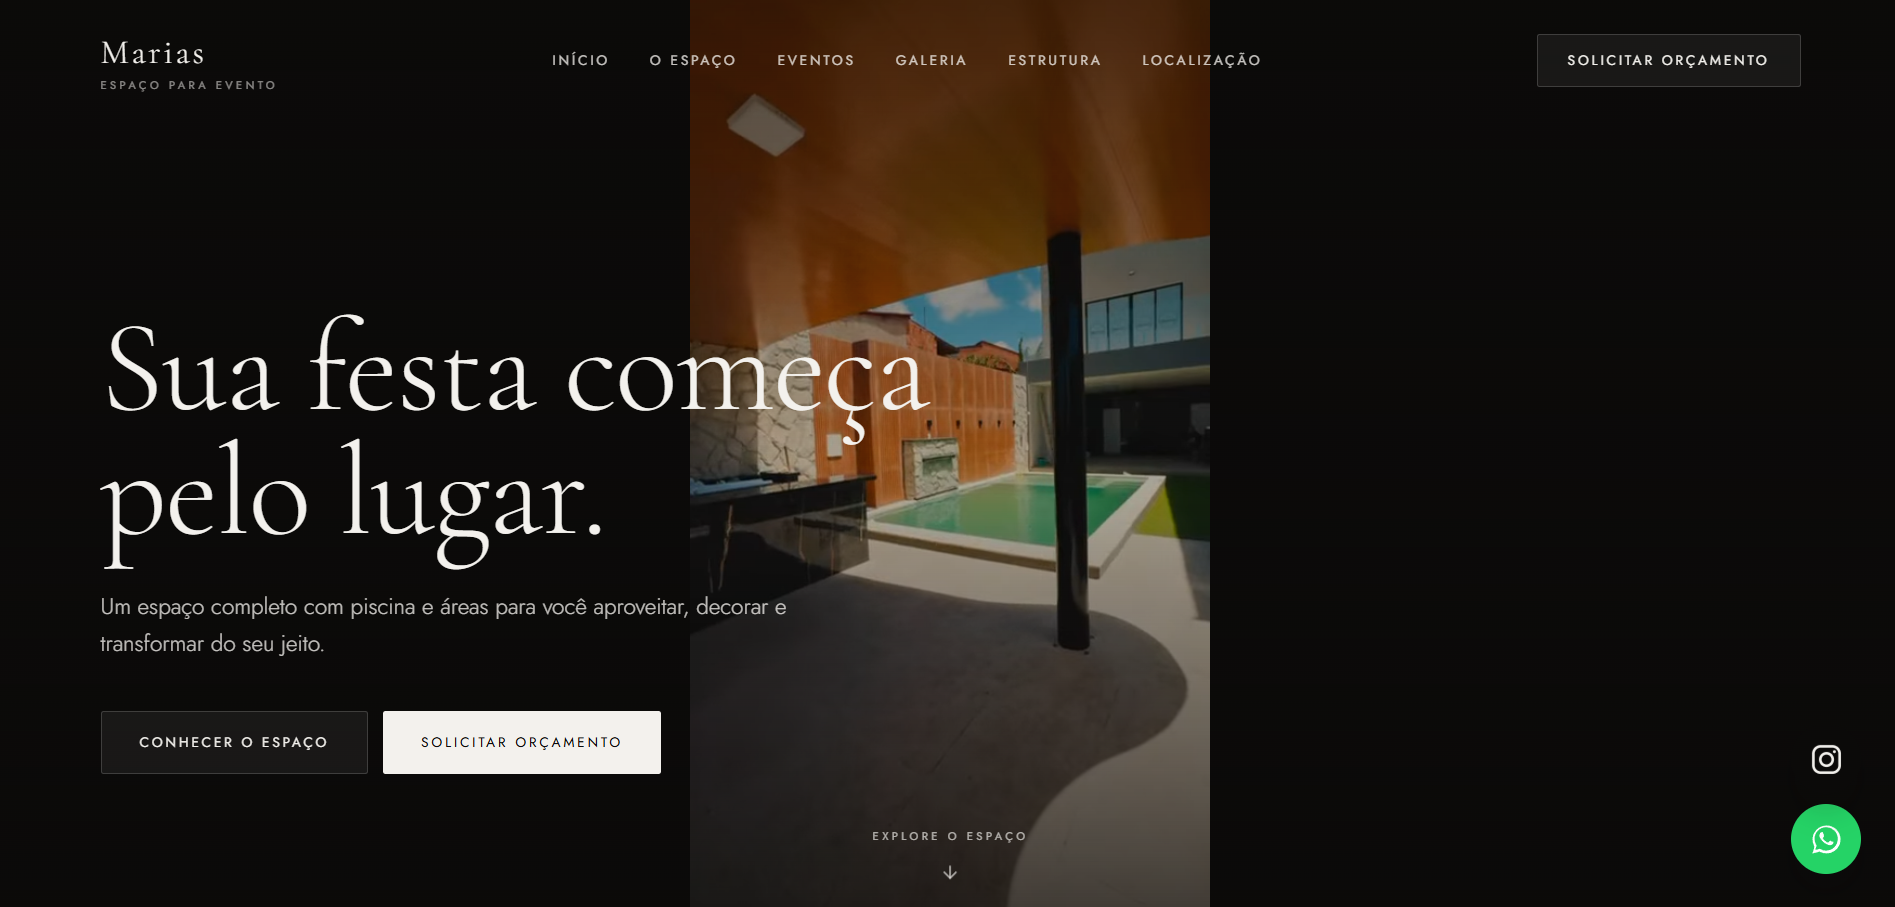 Marias
ESPAÇO PARA EVENTO
INÍCIO O ESPAÇO EVENTOS GALERIA ESTRUTURA LOCALIZAÇÃO
SOLICITAR ORÇAMENTO
Sua festa começa
pelo lugar.
Um espaço completo com piscina e áreas para você aproveitar, decorar e
transformar do seu jeito.
CONHECER O ESPAÇO
SOLICITAR ORÇAMENTO
EXPLORE O ESPAÇO